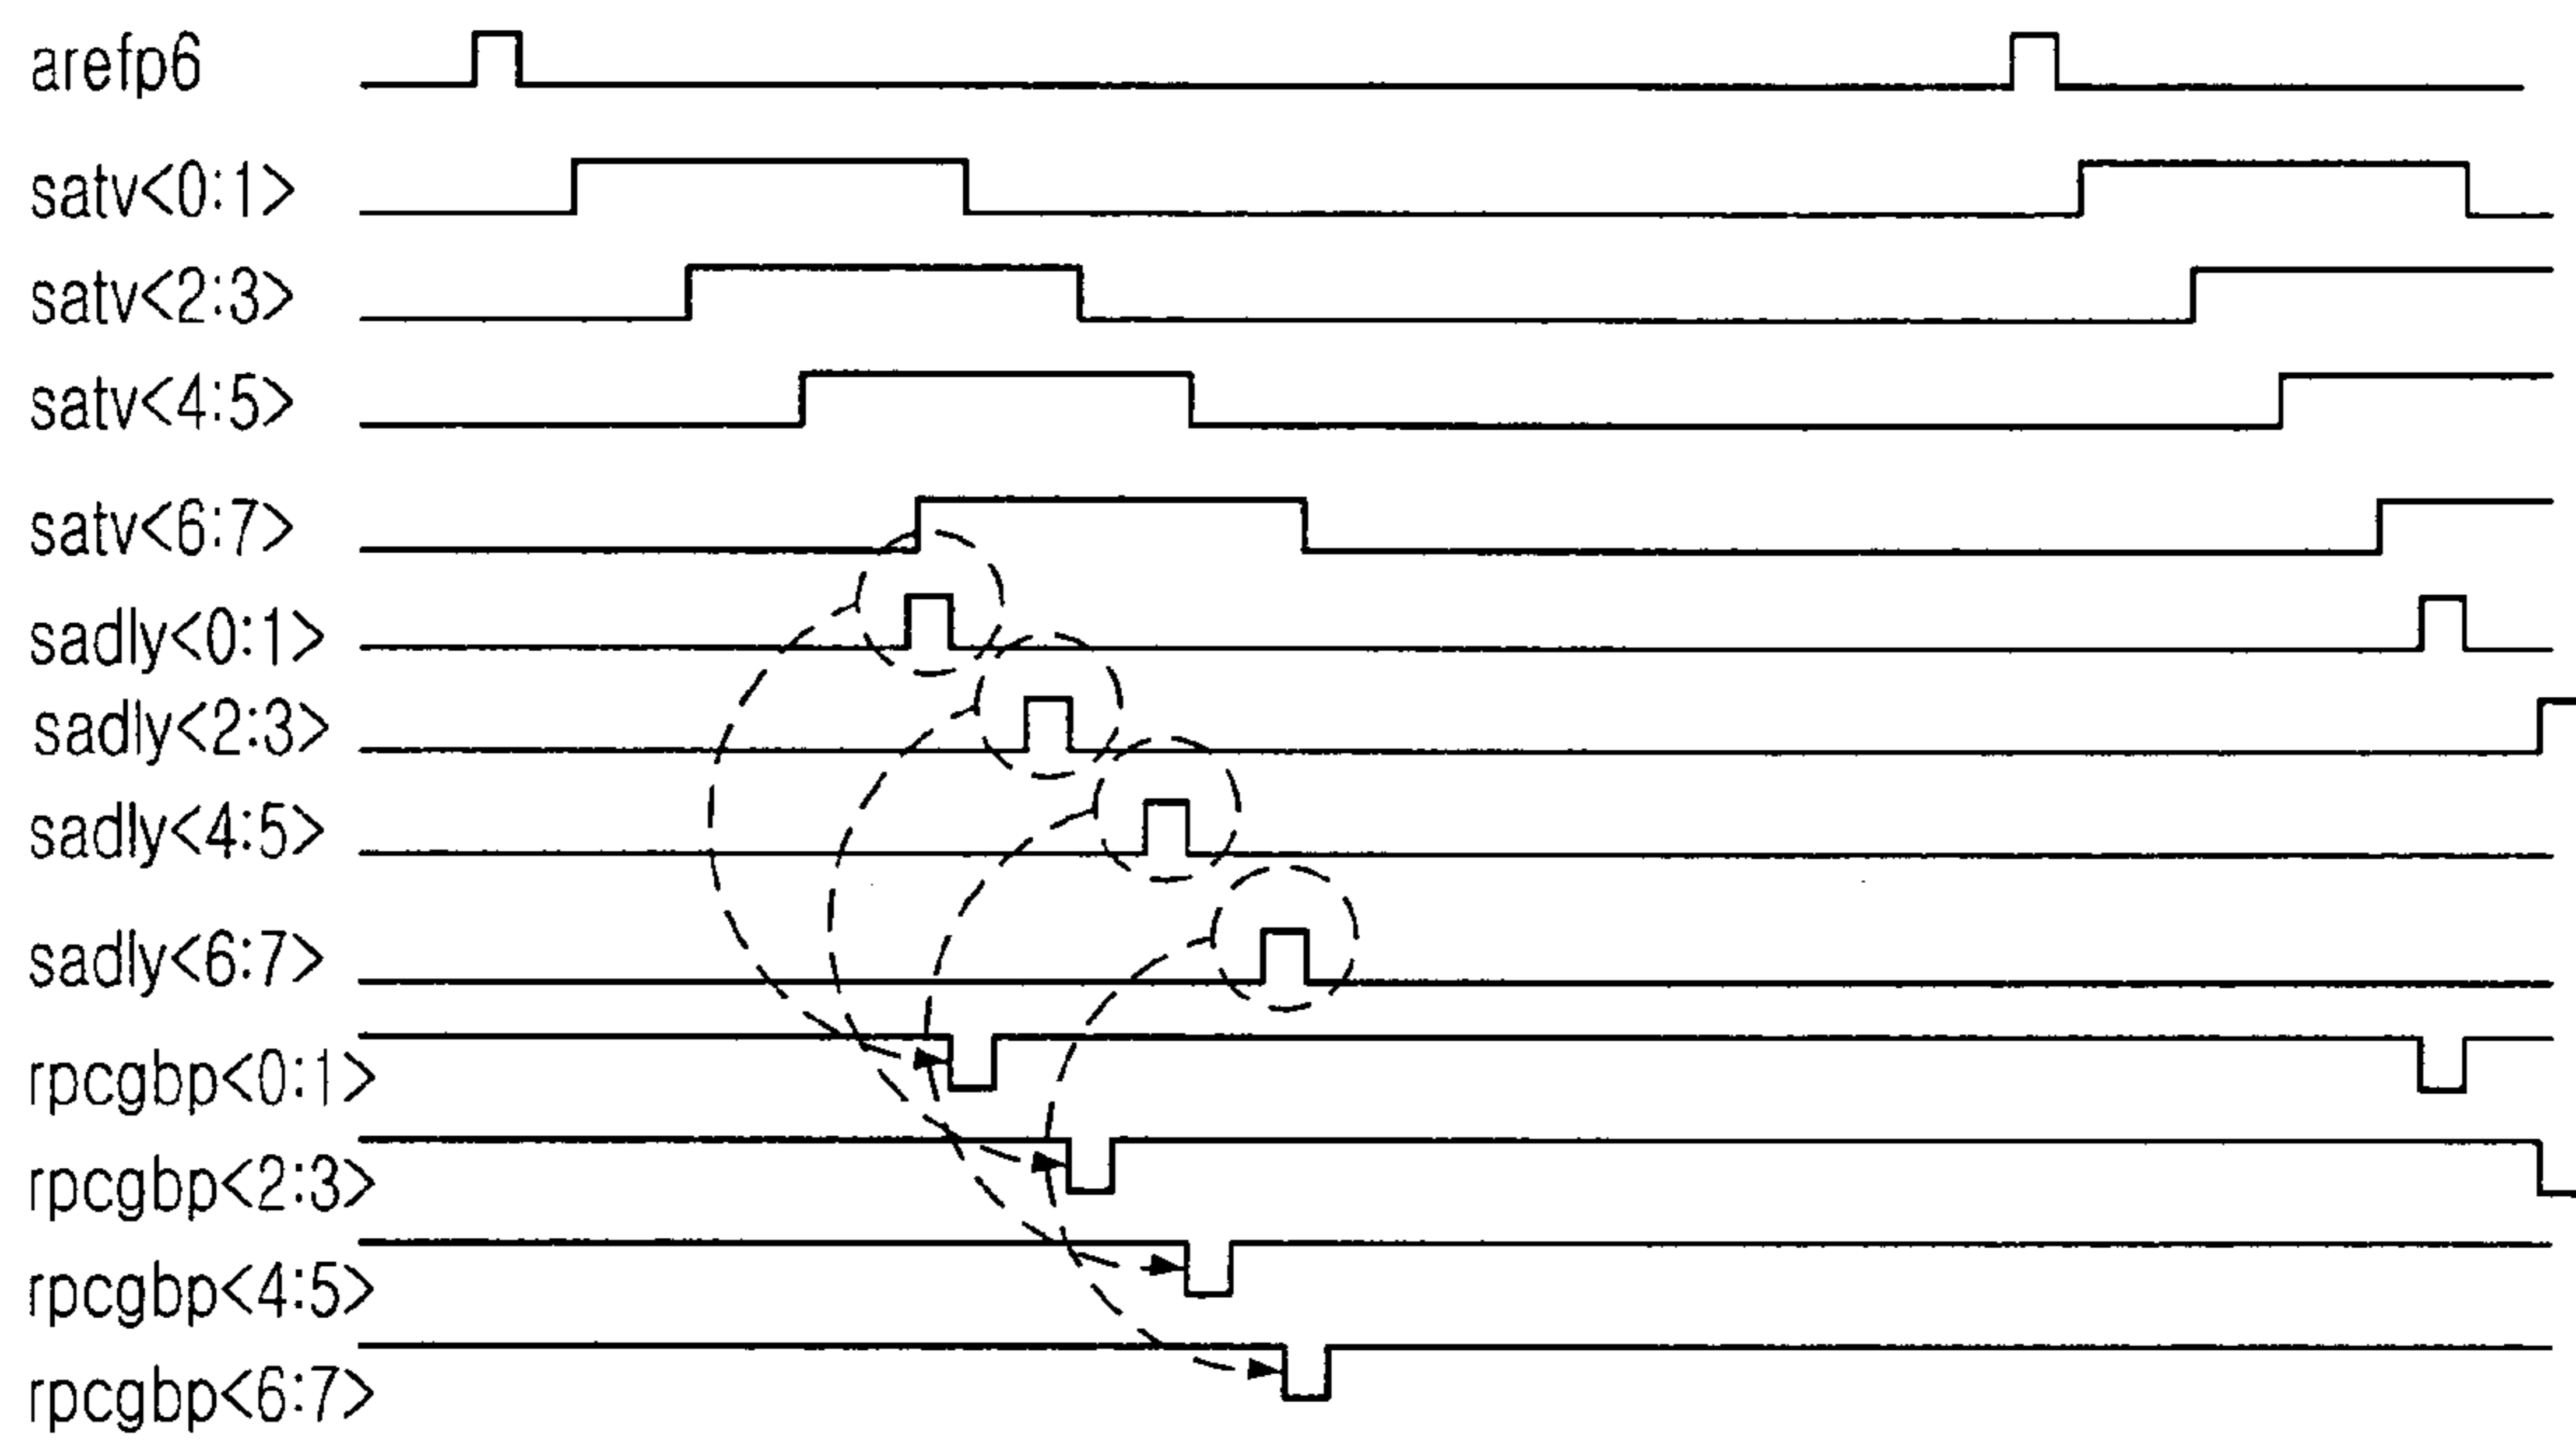 arefp6
satv<0:1>
satv<2:3>
satv<4:5>
satv<6:7>
sadly<0:1>
sadly<2:3>
sadly<4:5>
sadly<6:7>
rpcgbp<0:1>
rpcgbp<2:3>
rpcgbp<4:5>
rpcgbp<6:7>